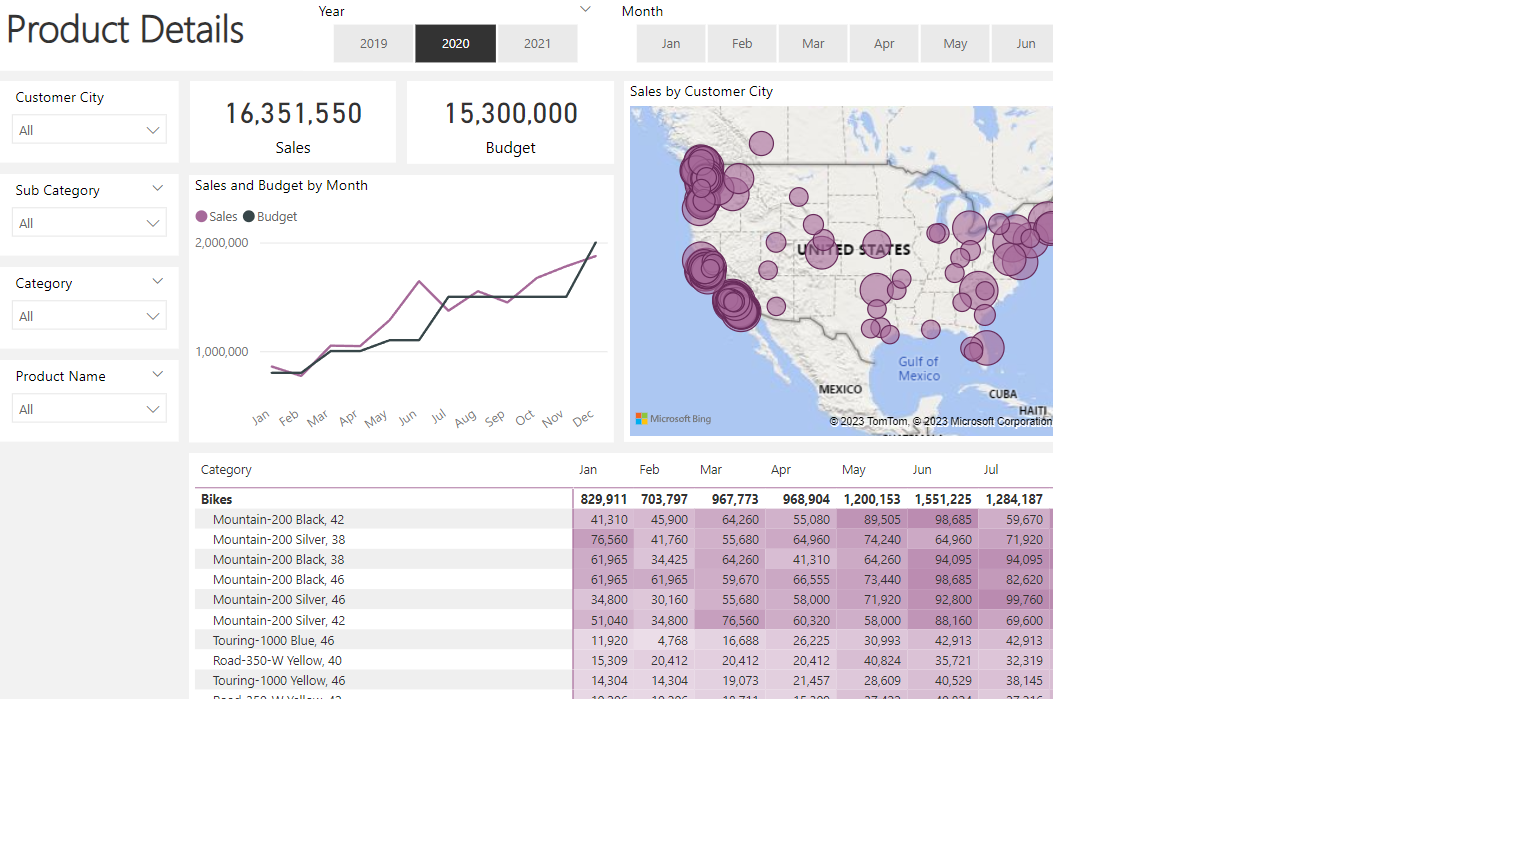 Product Details
Year
2019 2020 2021
Month
Jan Feb Mar Apr May Jun
Customer City
All
Sub Category
All
Category
All
Product Name
All
16,351,550
Sales
15,300,000
Budget
Sales and Budget by Month
Sales Budget
2,000,000
1,000,000
Jan Feb Mar Apr May Jun Jul Aug Sep Oct Nov Dec
Sales by Customer City
UNITED STATES
Gulf of
Mexico
MEXICO
CUBA
HAITI
Microsoft Bing
© 2023 TomTom, © 2023 Microsoft Corporation
Category Jan Feb Mar Apr May Jun Jul
Bikes 829,911 703,797 967,773 968,904 1,200,153 1,551,225 1,284,187
Mountain-200 Black, 42 41,310 45,900 64,260 55,080 89,505 98,685 59,670
Mountain-200 Silver, 38 76,560 41,760 55,680 64,960 74,240 64,960 71,920
Mountain-200 Black, 38 61,965 34,425 64,260 41,310 64,260 94,095 94,095
Mountain-200 Black, 46 61,965 61,965 59,670 66,555 73,440 98,685 82,620
Mountain-200 Silver, 46 34,800 30,160 55,680 58,000 71,920 92,800 99,760
Mountain-200 Silver, 42 51,040 34,800 76,560 60,320 58,000 88,160 69,600
Touring-1000 Blue, 46 11,920 4,768 16,688 26,225 30,993 42,913 42,913
Road-350-W Yellow, 40 15,309 20,412 20,412 20,412 40,824 35,721 32,319
Touring-1000 Yellow, 46 14,304 14,304 19,073 21,457 28,609 40,529 38,145